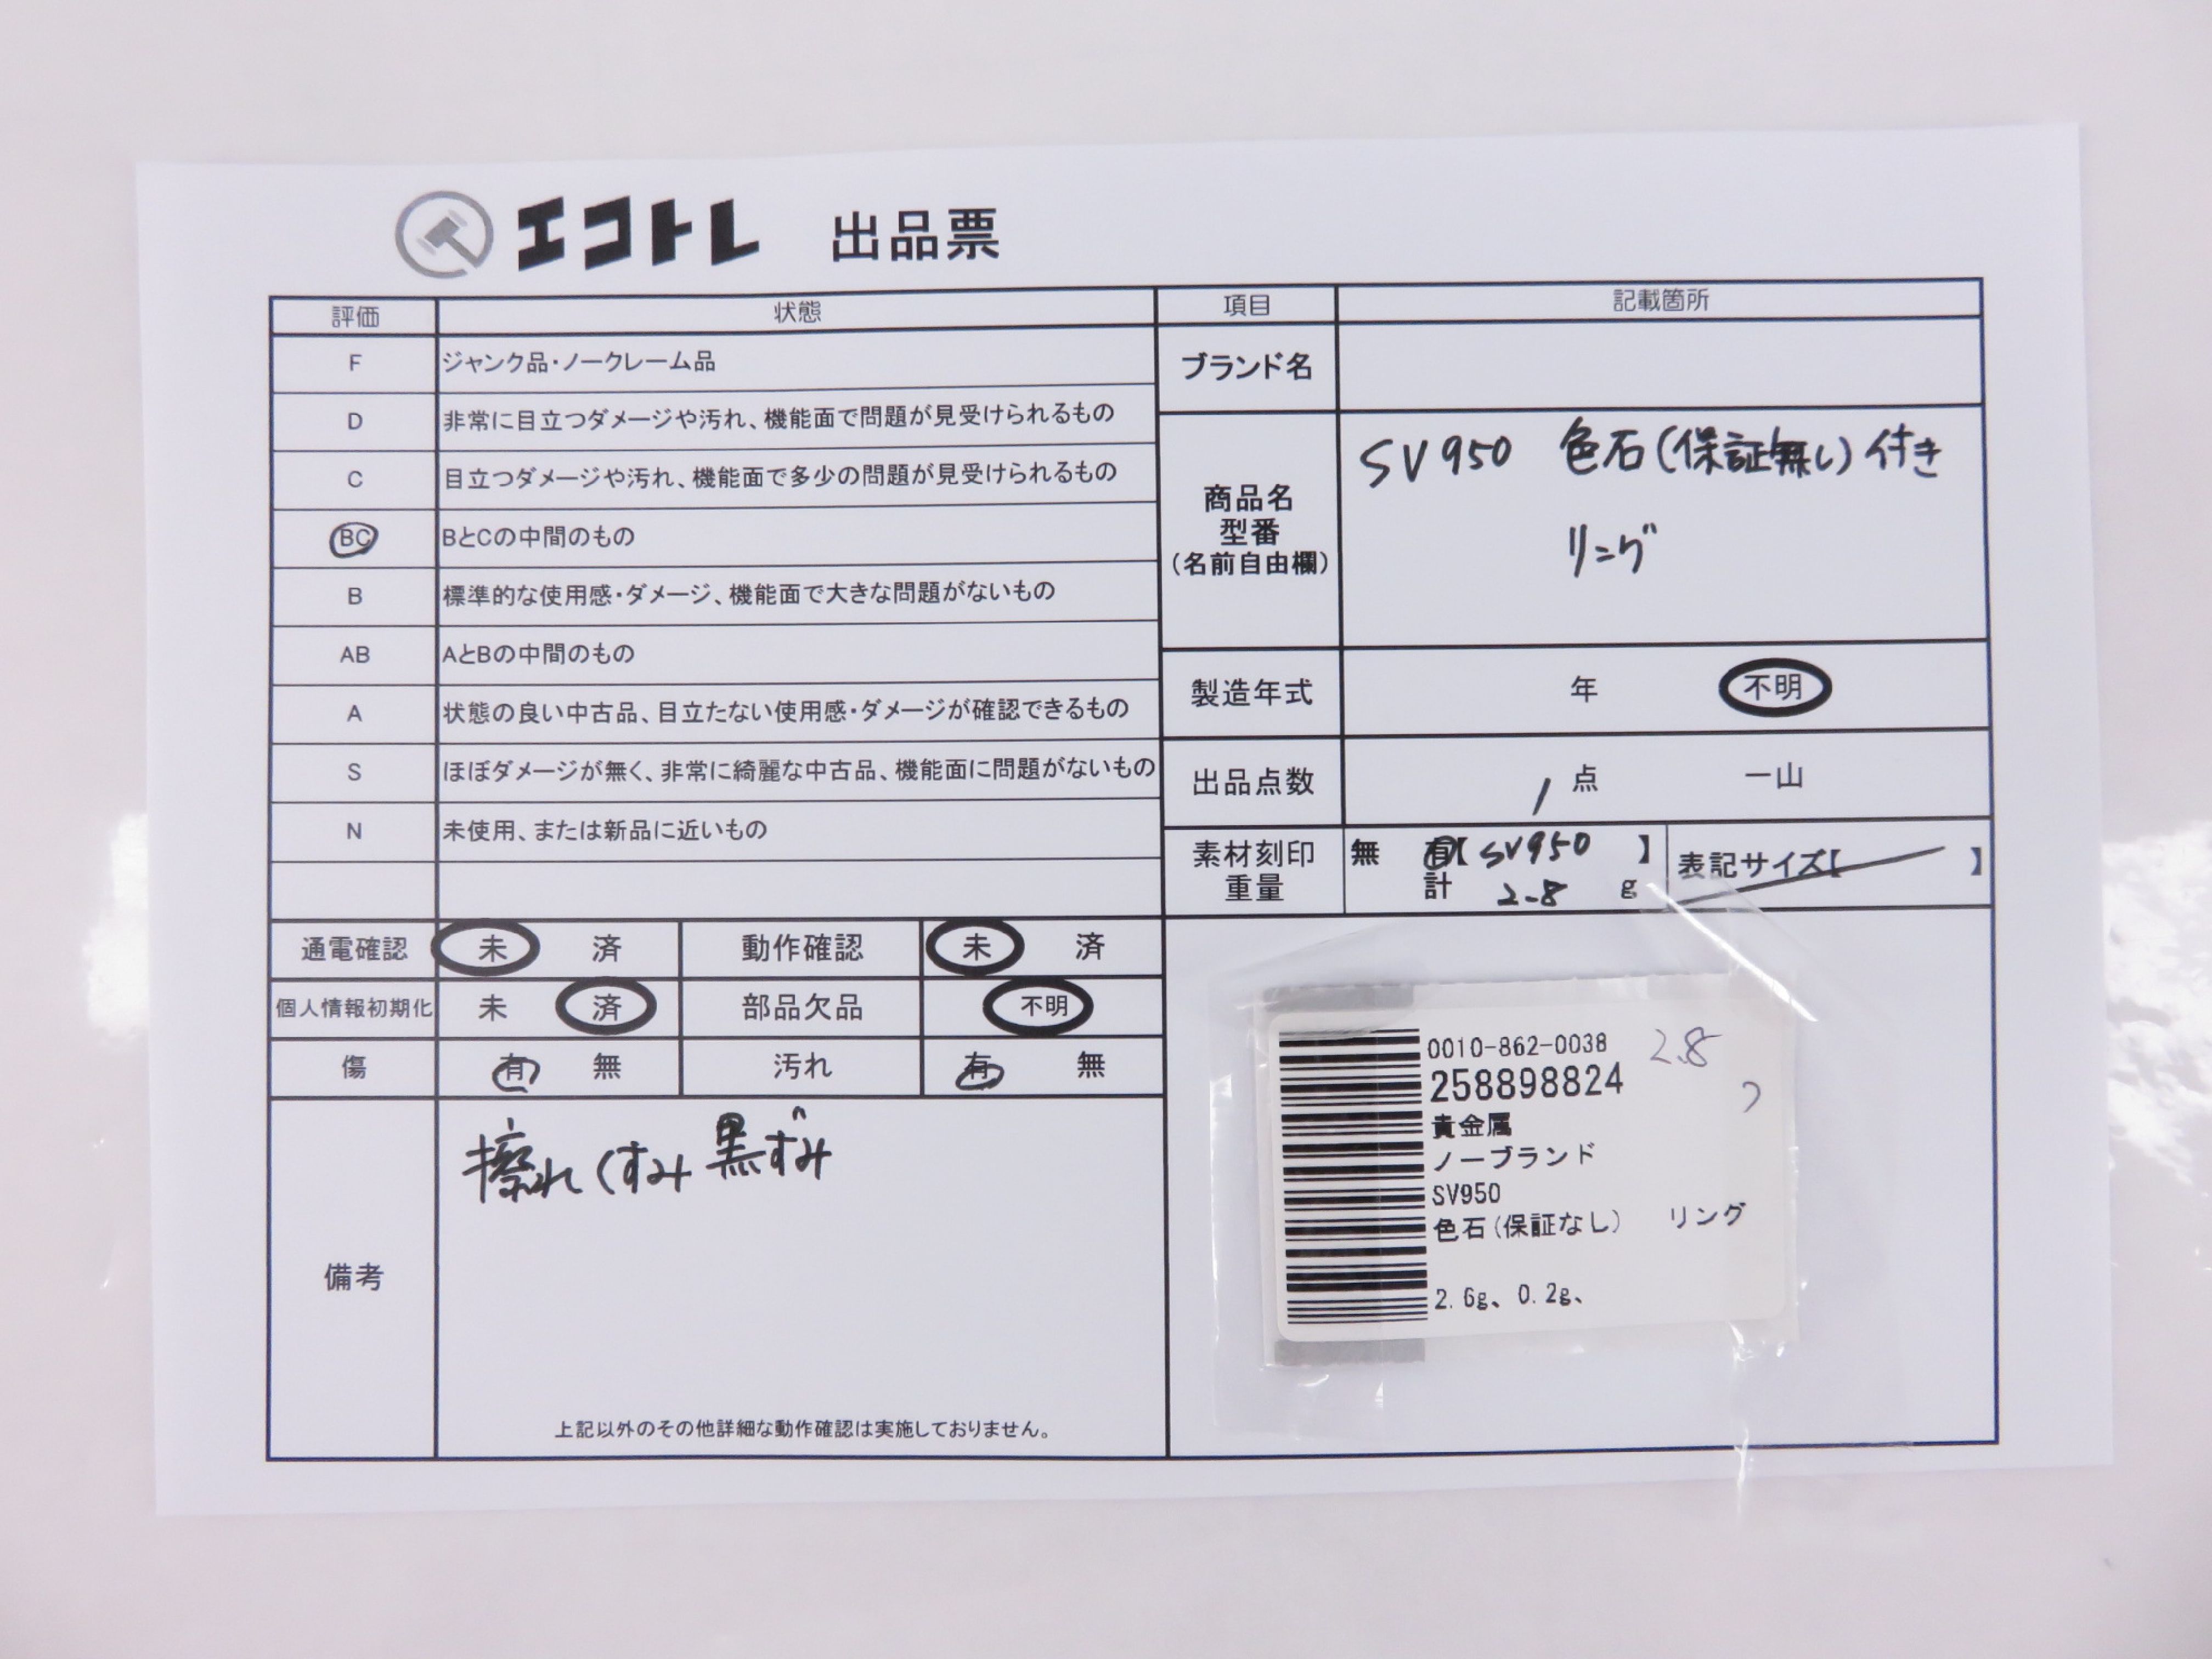 エコトレ 出品票
評価 状態
F ジャンク品・ノークレーム品
D 非常に目立つダメージや汚れ、機能面で問題が見受けられるもの
C 目立つダメージや汚れ、機能面で多少の問題が見受けられるもの
BC BとCの中間のもの
B 標準的な使用感・ダメージ、機能面で大きな問題がないもの
AB AとBの中間のもの
A 状態の良い中古品、目立たない使用感・ダメージが確認できるもの
S ほぼダメージが無く、非常に綺麗な中古品、機能面に問題がないもの
N 未使用、または新品に近いもの
通電確認 未 済 動作確認 未 済
個人情報初期化 未 済 部品欠品 不明
傷 有 無 汚れ 有 無
備考
擦れ くすみ 黒ずみ
上記以外のその他詳細な動作確認は実施しておりません。
項目 記載箇所
ブランド名
商品名
型番
(名前自由欄)
SV950 色石(保証無し)付き
リング
製造年式 年 不明
出品点数 1 点 一山
素材刻印
重量
無 有【SV950】
計 2.8 g
表記サイズ【 】
0010-862-0038 2.8
258898824
貴金属
ノーブランド
SV950
色石(保証なし) リング
2.6g、0.2g、